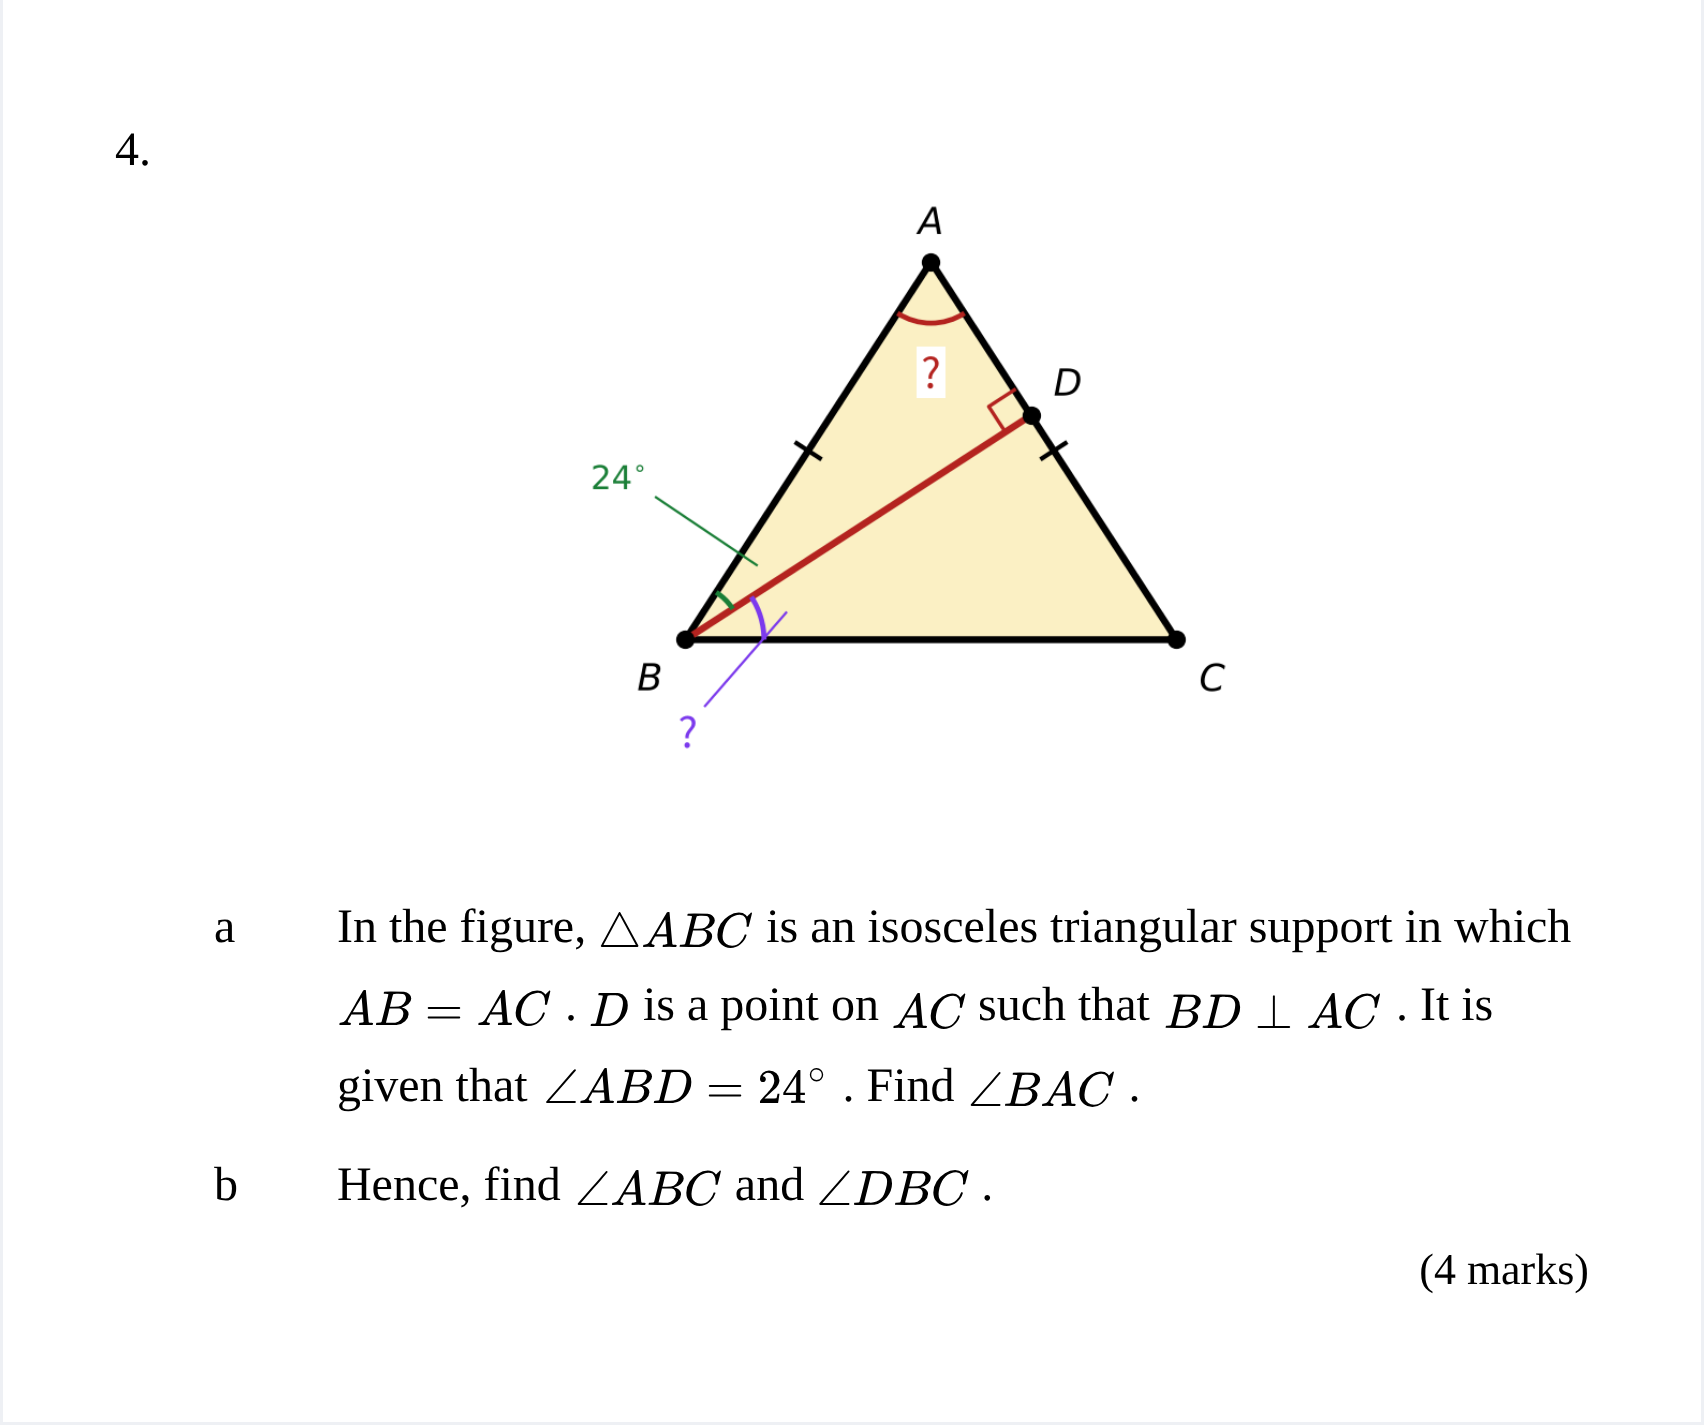 4.
A
?
D
24°
B
C
?
a In the figure, △ABC is an isosceles triangular support in which
AB = AC . D is a point on AC such that BD ⊥ AC . It is
given that ∠ABD = 24° . Find ∠BAC .
b Hence, find ∠ABC and ∠DBC .
(4 marks)